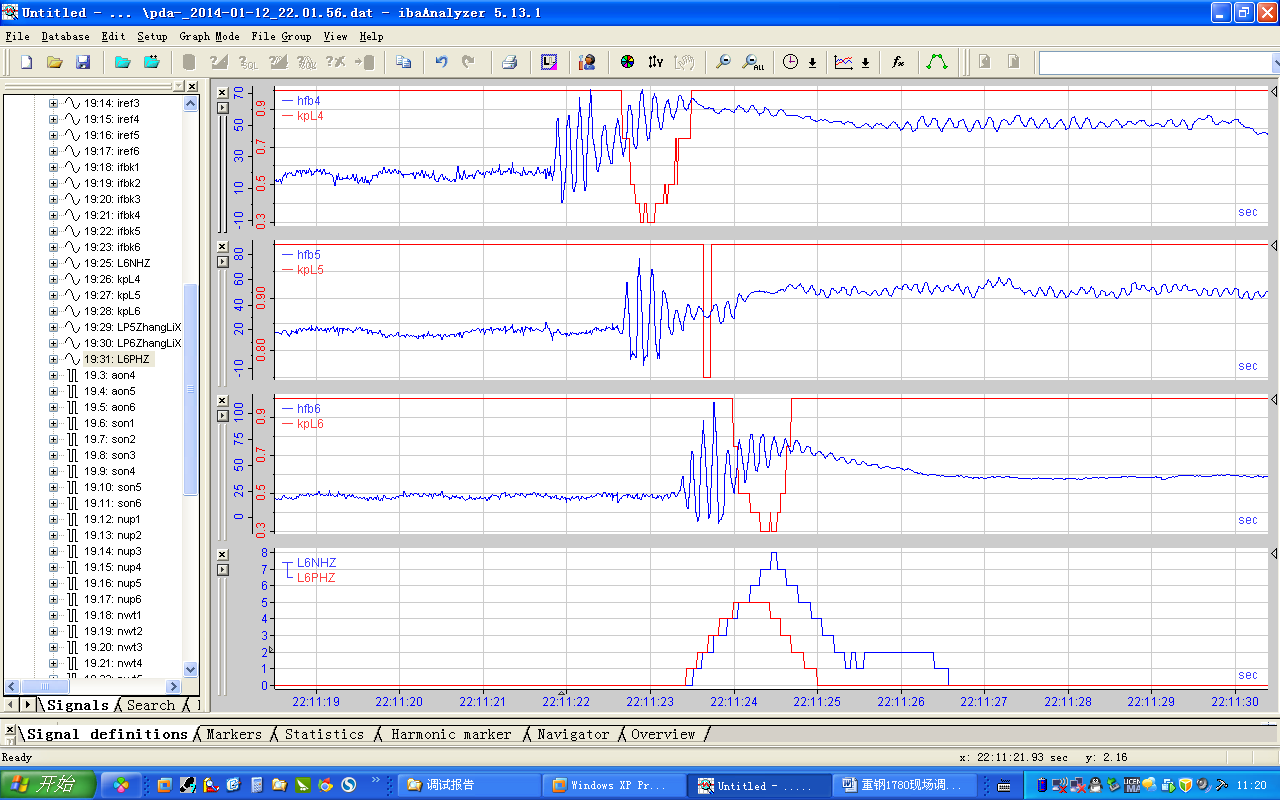 Untitled - ... \pda-_2014-01-12_22.01.56.dat - ibaAnalyzer 5.13.1
File Database Edit Setup Graph Mode File Group View Help
19:14: iref3
19:15: iref4
19:16: iref5
19:17: iref6
19:18: ifbk1
19:19: ifbk2
19:20: ifbk3
19:21: ifbk4
19:22: ifbk5
19:23: ifbk6
19:25: L6NHZ
19:26: kpL4
19:27: kpL5
19:28: kpL6
19:29: LP5ZhangLiX
19:30: LP6ZhangLiX
19:31: L6PHZ
19.3: aon4
19.4: aon5
19.5: aon6
19.6: son1
19.7: son2
19.8: son3
19.9: son4
19.10: son5
19.11: son6
19.12: nup1
19.13: nup2
19.14: nup3
19.15: nup4
19.16: nup5
19.17: nup6
19.18: nwt1
19.19: nwt2
19.20: nwt3
19.21: nwt4
Signals Search
70 50 30 10 -10
0.9 0.7 0.5 0.3
hfb4
kpL4
sec
80 60 40 20 -10
0.90 0.80
hfb5
kpL5
sec
100 75 50 25 0
0.9 0.7 0.5 0.3
hfb6
kpL6
sec
8
7
6
5
4
3
2
1
0
L6NHZ
L6PHZ
sec
22:11:19 22:11:20 22:11:21 22:11:22 22:11:23 22:11:24 22:11:25 22:11:26 22:11:27 22:11:28 22:11:29 22:11:30
Signal definitions Markers Statistics Harmonic marker Navigator Overview
Ready
x: 22:11:21.93 sec y: 2.16
开始
调试报告
Windows XP Pr...
Untitled - ....
重钢1780现场调...
11:20